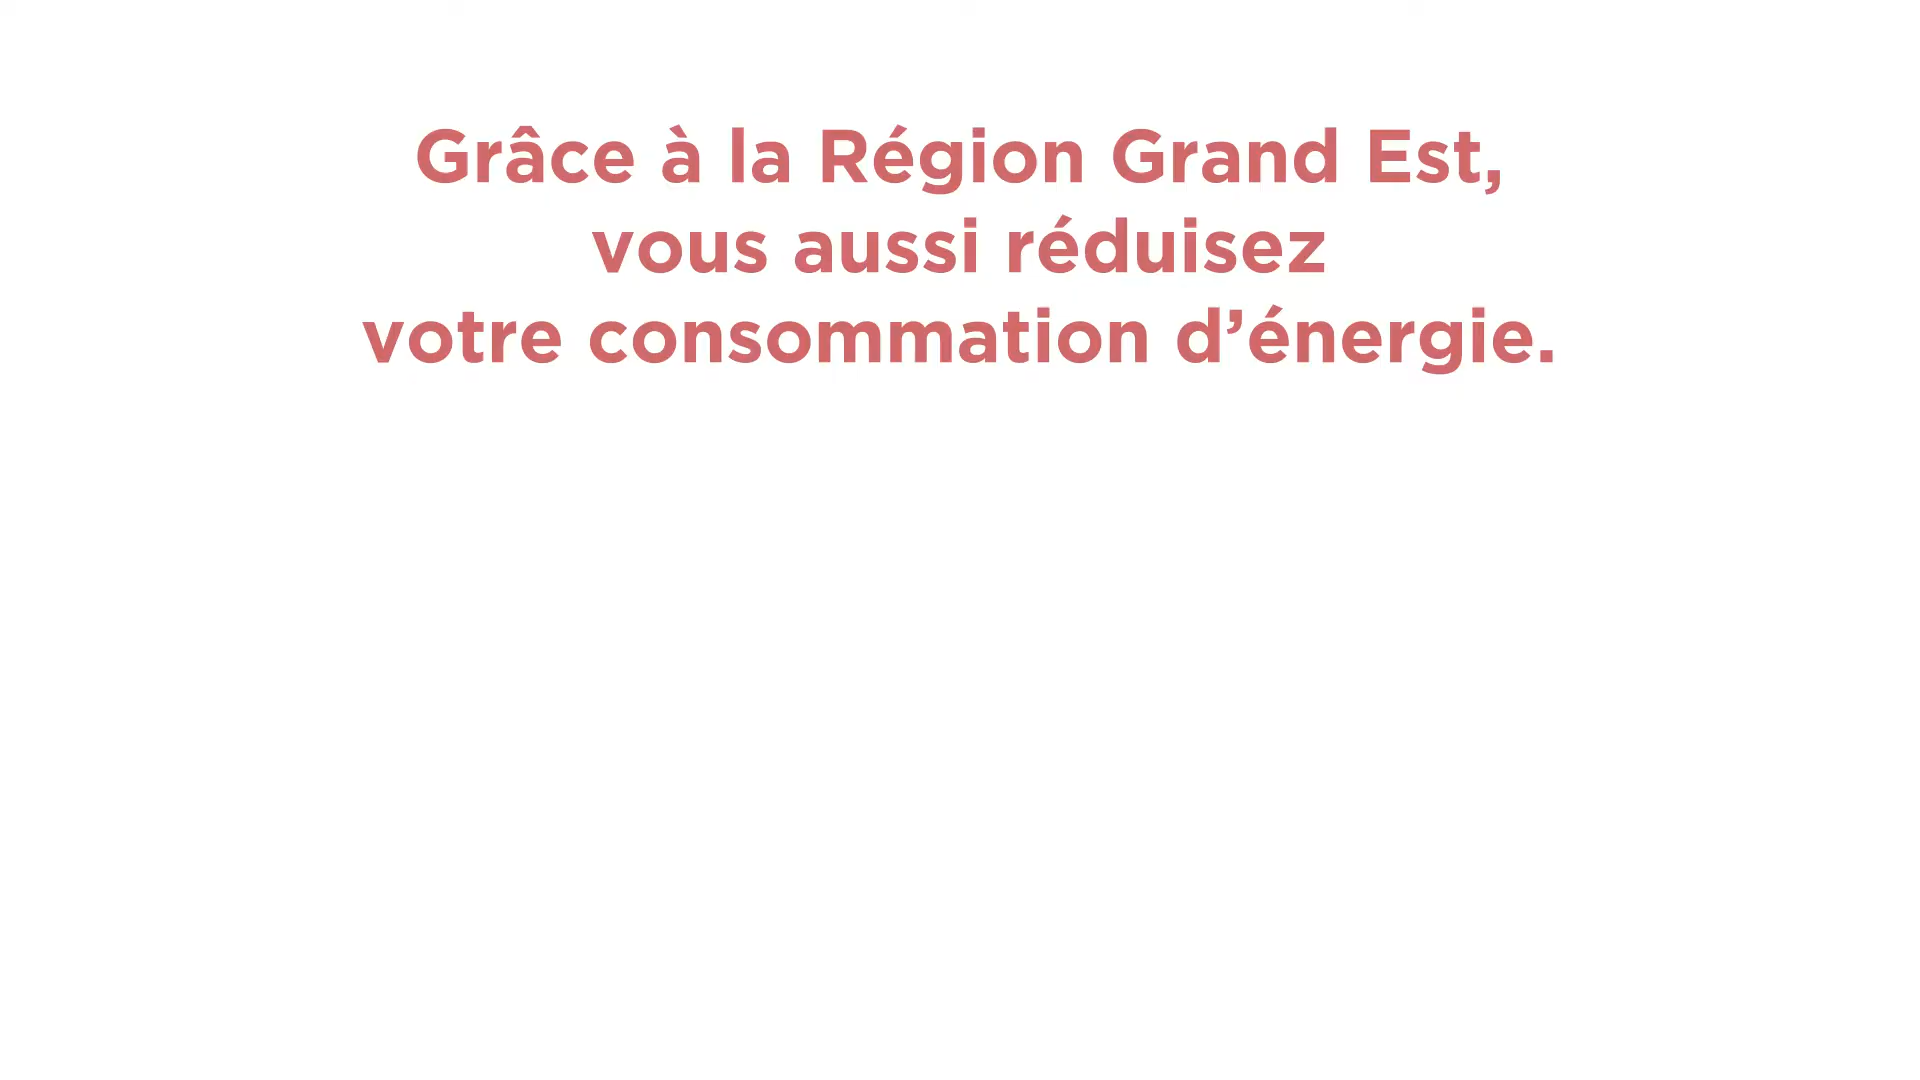 Grâce à la Région Grand Est,
vous aussi réduisez
votre consommation d’énergie.